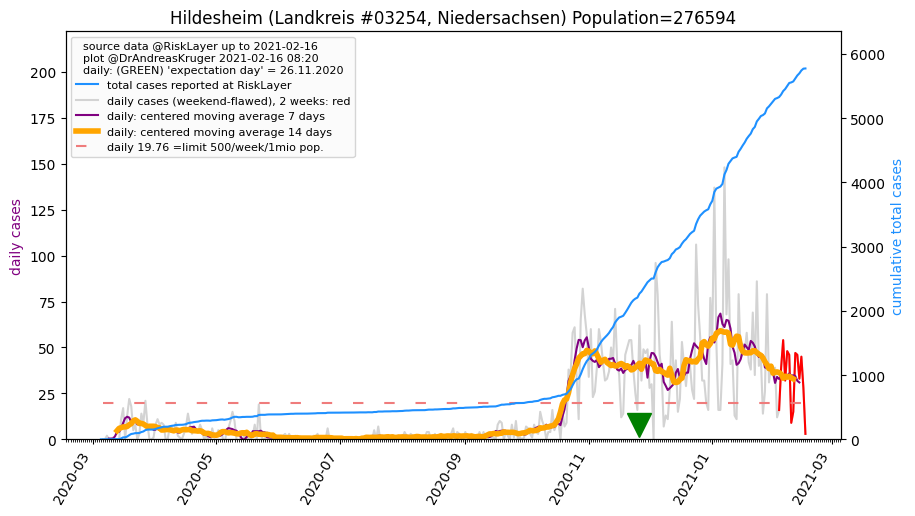 Hildesheim (Landkreis #03254, Niedersachsen) Population=276594
source data @RiskLayer up to 2021-02-16
plot @DrAndreasKruger 2021-02-16 08:20
daily: (GREEN) 'expectation day' = 26.11.2020
total cases reported at RiskLayer
daily cases (weekend-flawed), 2 weeks: red
daily: centered moving average 7 days
daily: centered moving average 14 days
daily 19.76 =limit 500/week/1mio pop.
daily cases
200
175
150
125
100
75
50
25
0
6000
5000
4000
3000
2000
1000
0
cumulative total cases
2020-03
2020-05
2020-07
2020-09
2020-11
2021-01
2021-03